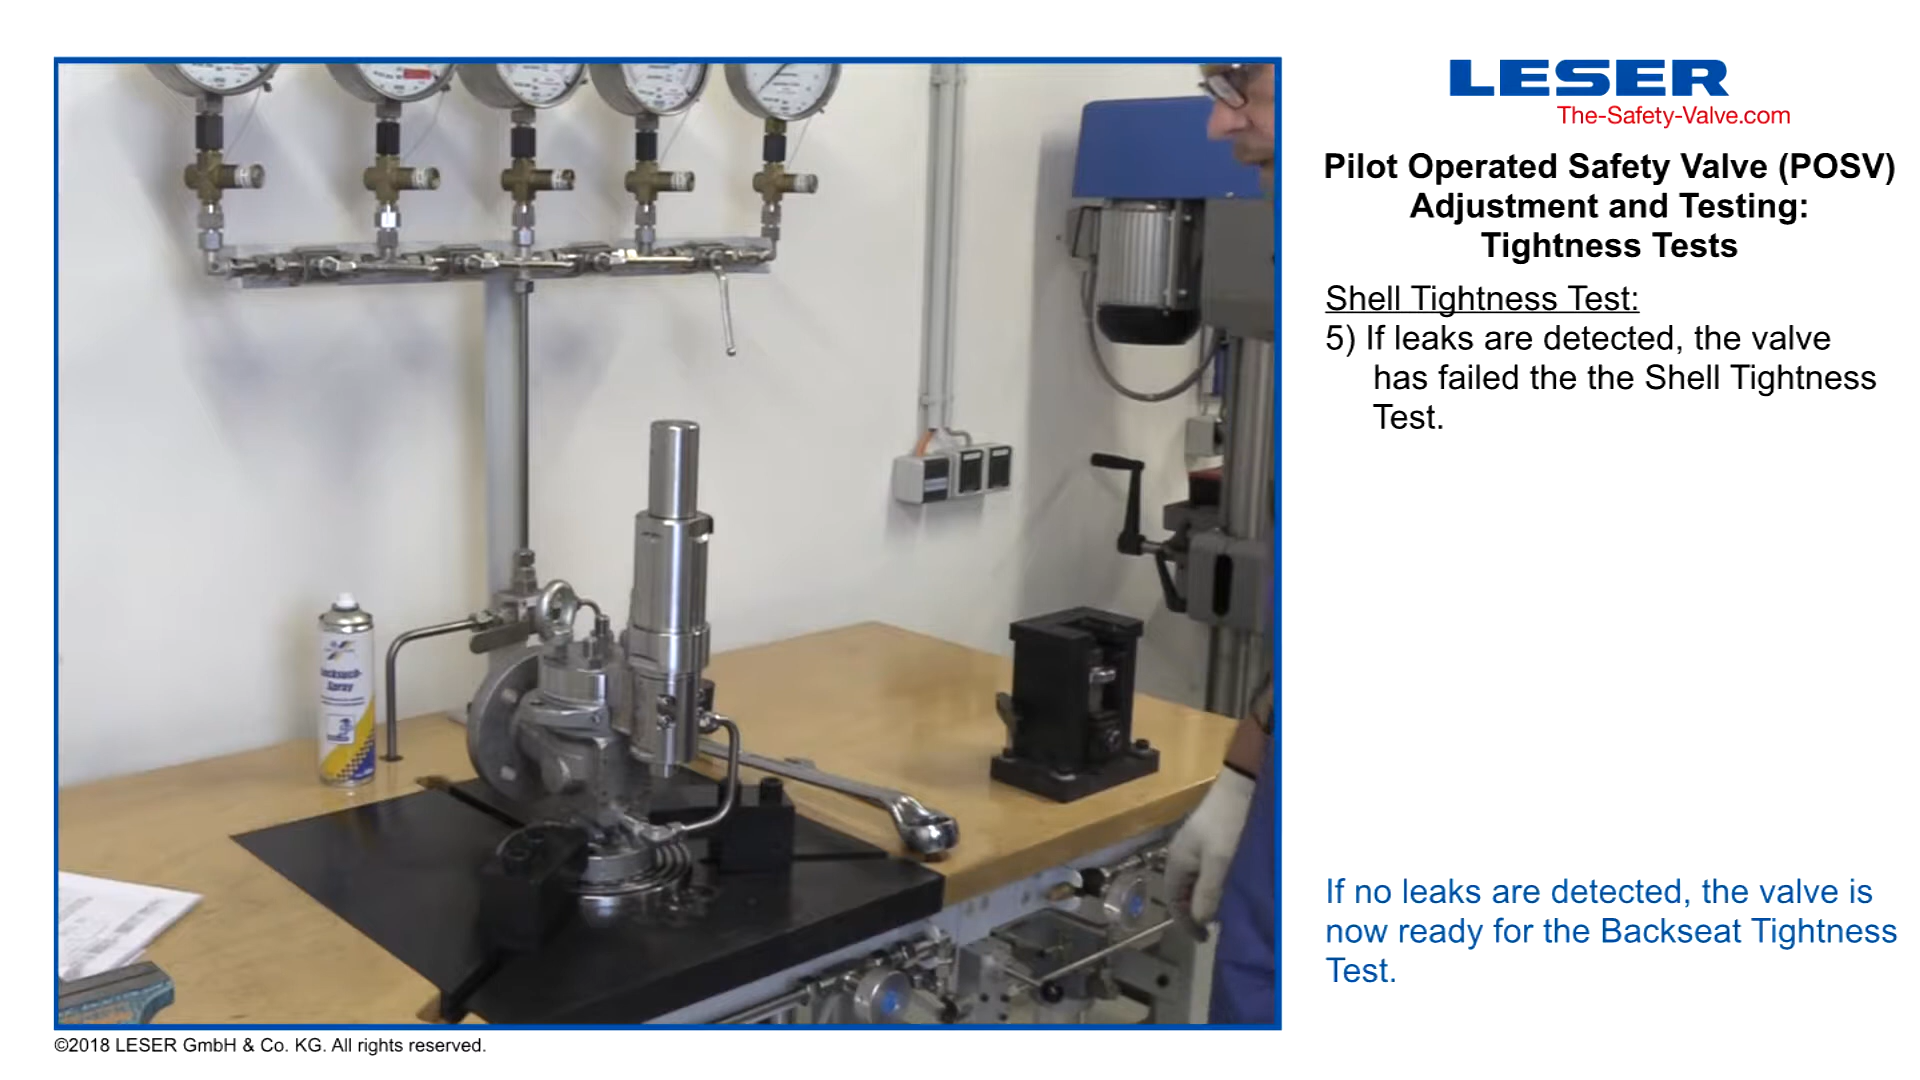 LESER
The-Safety-Valve.com
Pilot Operated Safety Valve (POSV)
Adjustment and Testing:
Tightness Tests
Shell Tightness Test:
5) If leaks are detected, the valve
has failed the the Shell Tightness
Test.
Spray
If no leaks are detected, the valve is
now ready for the Backseat Tightness
Test.
©2018 LESER GmbH & Co. KG. All rights reserved.